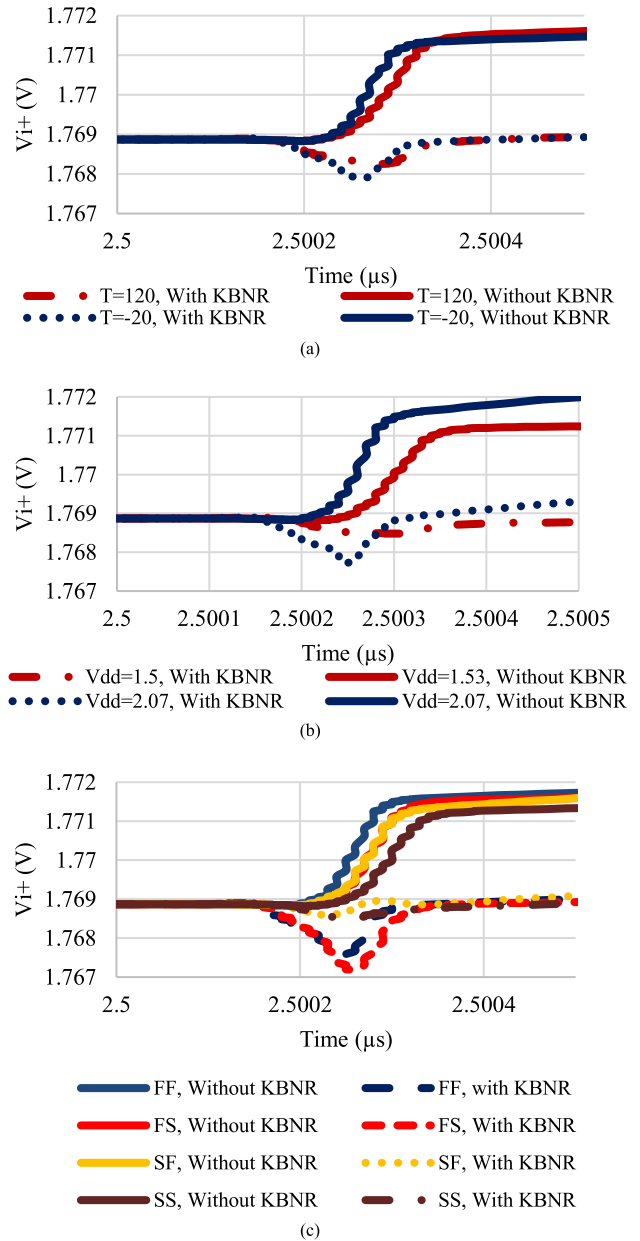 1.772
1.771
1.77
1.769
1.768
1.767
Vi+ (V)
2.5
2.5002
2.5004
Time (µs)
T=120, With KBNR
T=120, Without KBNR
T=-20, With KBNR
T=-20, Without KBNR
(a)
1.772
1.771
1.77
1.769
1.768
1.767
Vi+ (V)
2.5
2.5001
2.5002
2.5003
2.5004
2.5005
Time (µs)
Vdd=1.5, With KBNR
Vdd=1.53, Without KBNR
Vdd=2.07, With KBNR
Vdd=2.07, Without KBNR
(b)
1.772
1.771
1.77
1.769
1.768
1.767
Vi+ (V)
2.5
2.5002
2.5004
Time (µs)
FF, Without KBNR
FF, with KBNR
FS, Without KBNR
FS, With KBNR
SF, Without KBNR
SF, With KBNR
SS, Without KBNR
SS, With KBNR
(c)